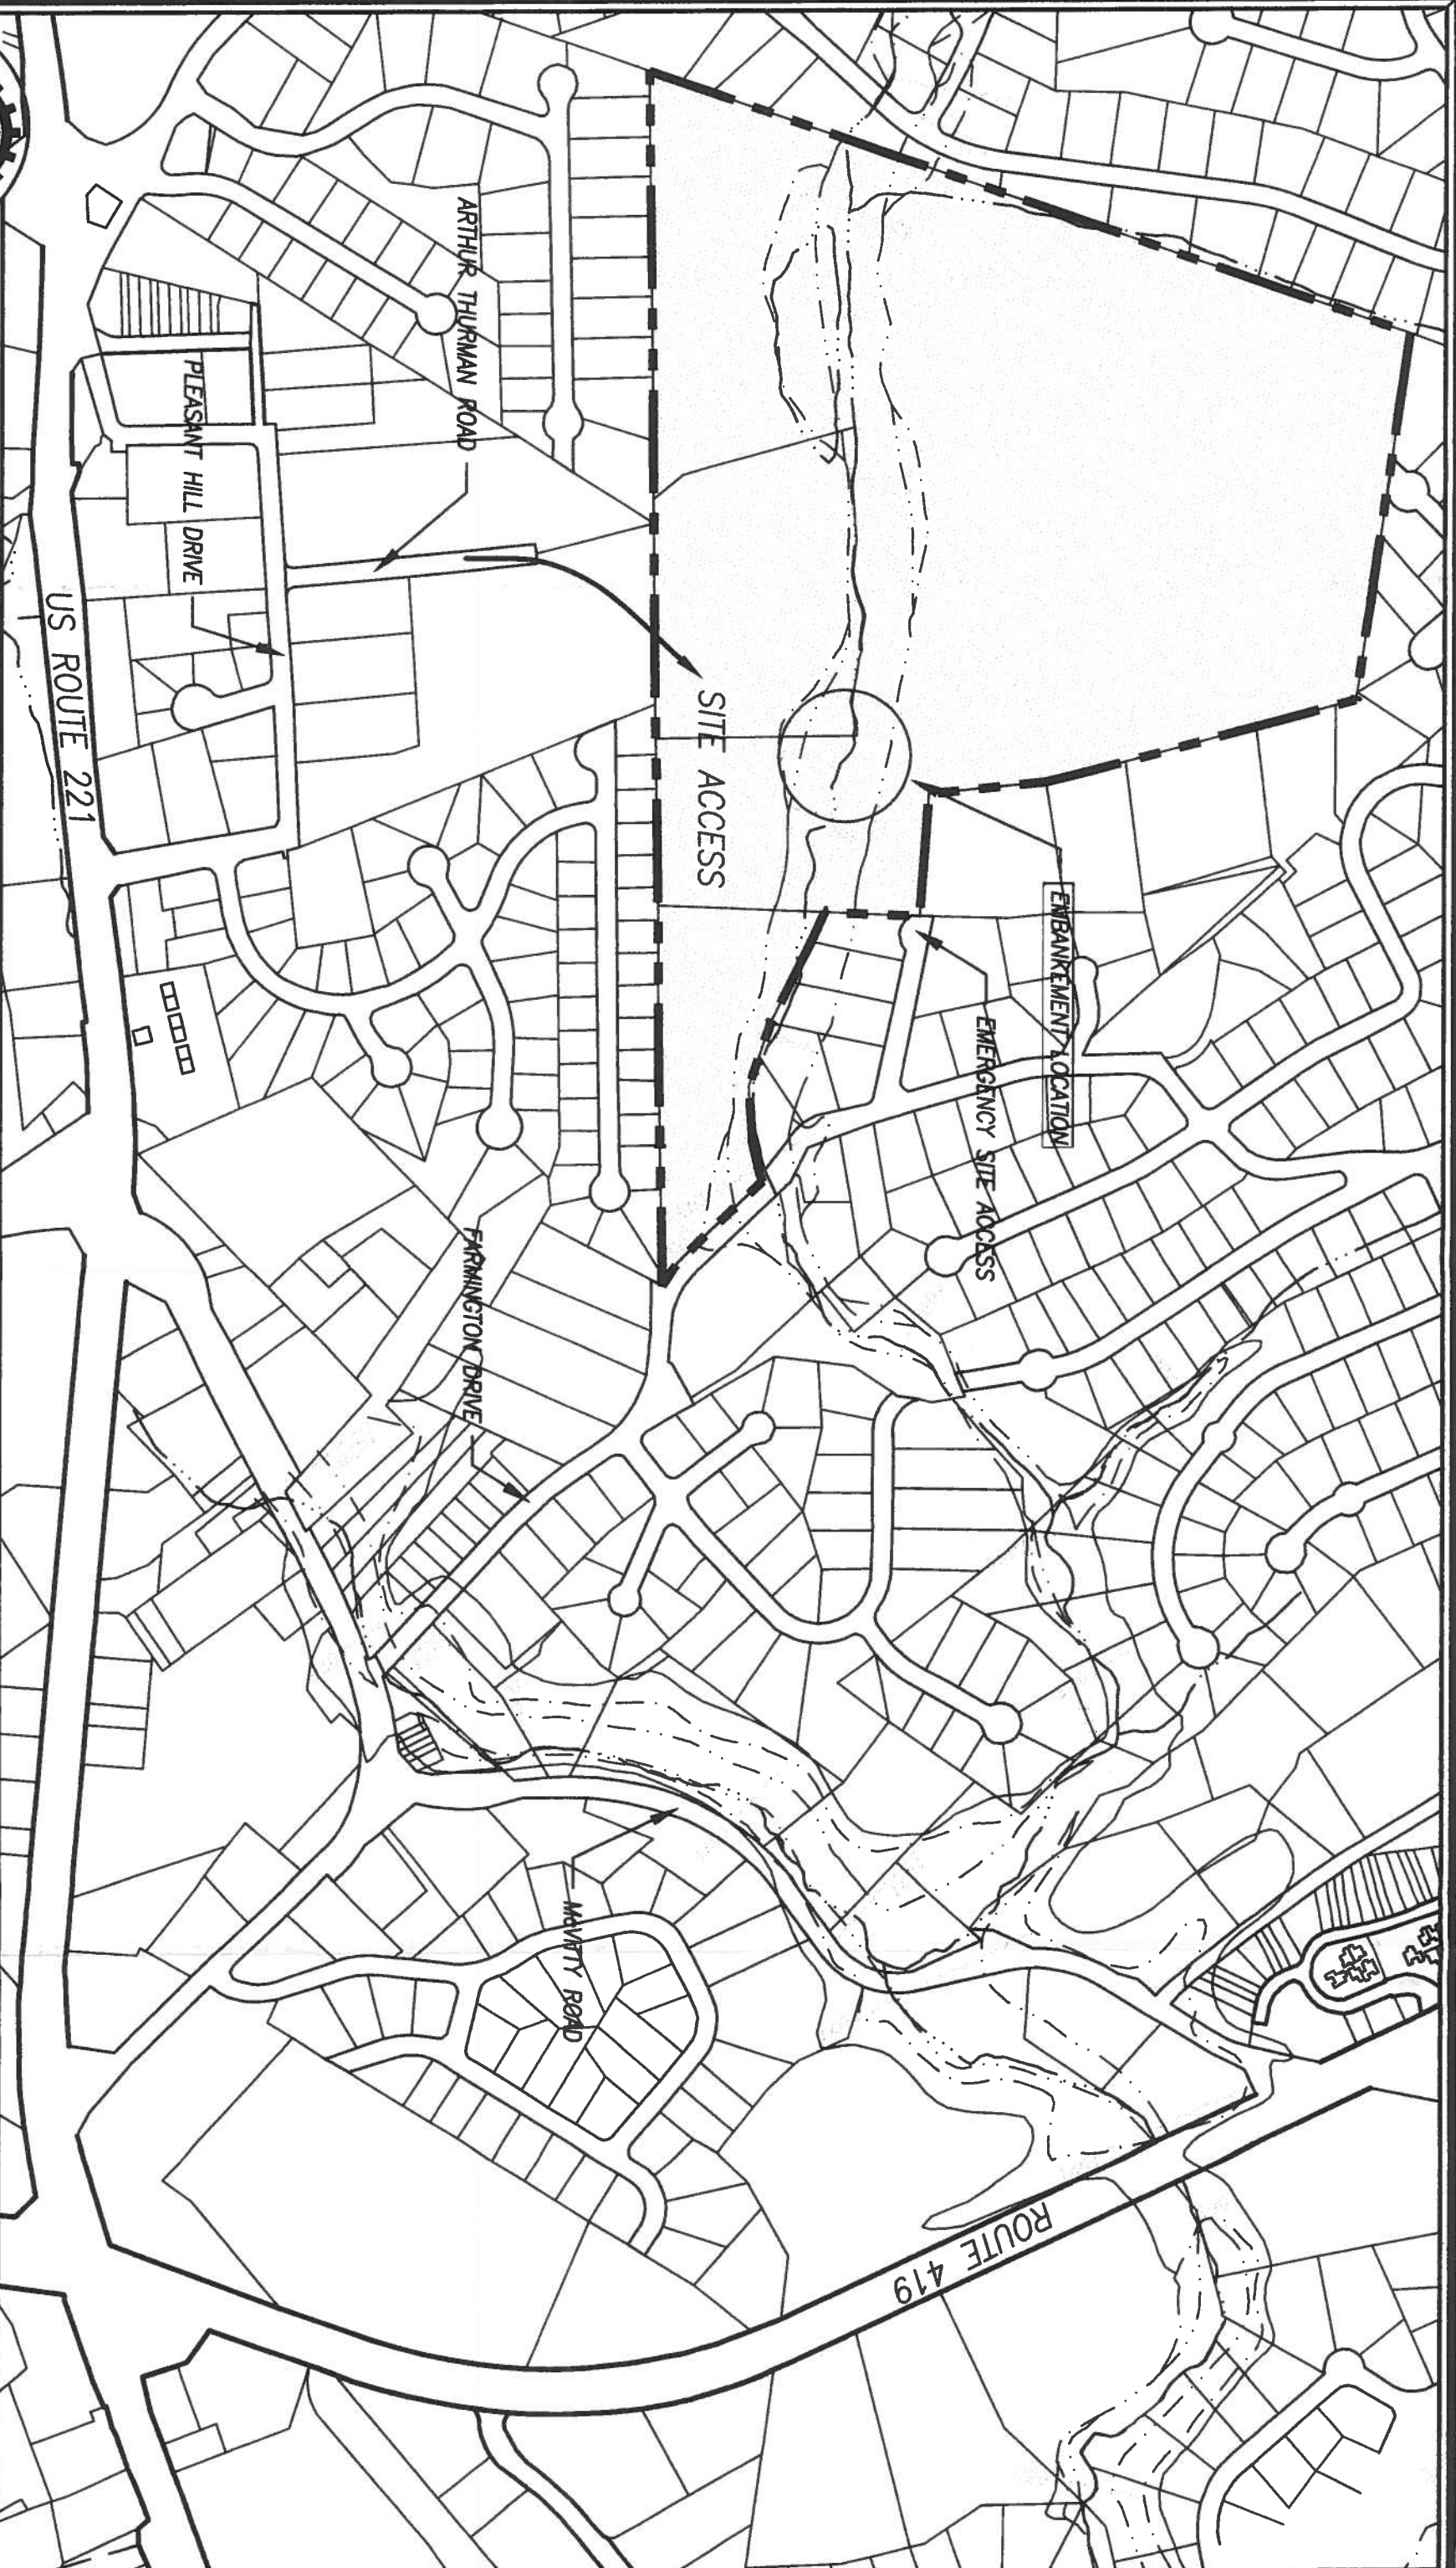 ARTHUR THURMAN ROAD
PLEASANT HILL DRIVE
US ROUTE 221
SITE ACCESS
ENBANKEMENT LOCATION
EMERGENCY SITE ACCESS
FARMINGTON DRIVE
McVITTY ROAD
ROUTE 419